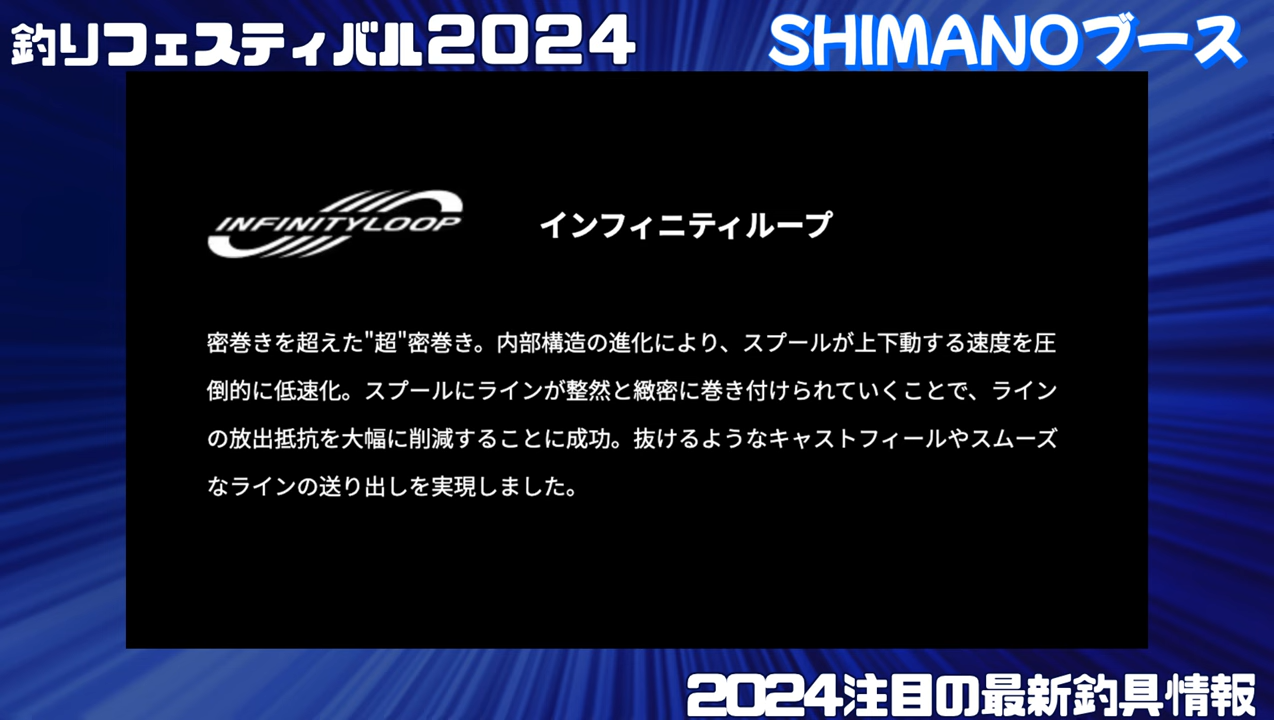 釣りフェスティバル2024
SHIMANOブース
INFINITYLOOP
インフィニティループ
密巻きを超えた"超"密巻き。内部構造の進化により、スプールが上下動する速度を圧
倒的に低速化。スプールにラインが整然と緻密に巻き付けられていくことで、ライン
の放出抵抗を大幅に削減することに成功。抜けるようなキャストフィールやスムーズ
なラインの送り出しを実現しました。
2024注目の最新釣具情報